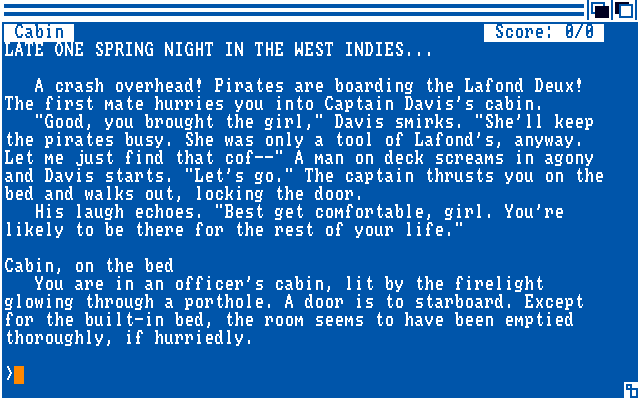 Cabin Score: 0/0
LATE ONE SPRING NIGHT IN THE WEST INDIES...
A crash overhead! Pirates are boarding the Lafond Deux!
The first mate hurries you into Captain Davis's cabin.
"Good, you brought the girl," Davis smirks. "She'll keep
the pirates busy. She was only a tool of Lafond's, anyway.
Let me just find that cof--" A man on deck screams in agony
and Davis starts. "Let's go." The captain thrusts you on the
bed and walks out, locking the door.
His laugh echoes. "Best get comfortable, girl. You're
likely to be there for the rest of your life."
Cabin, on the bed
You are in an officer's cabin, lit by the firelight
glowing through a porthole. A door is to starboard. Except
for the built-in bed, the room seems to have been emptied
thoroughly, if hurriedly.
>